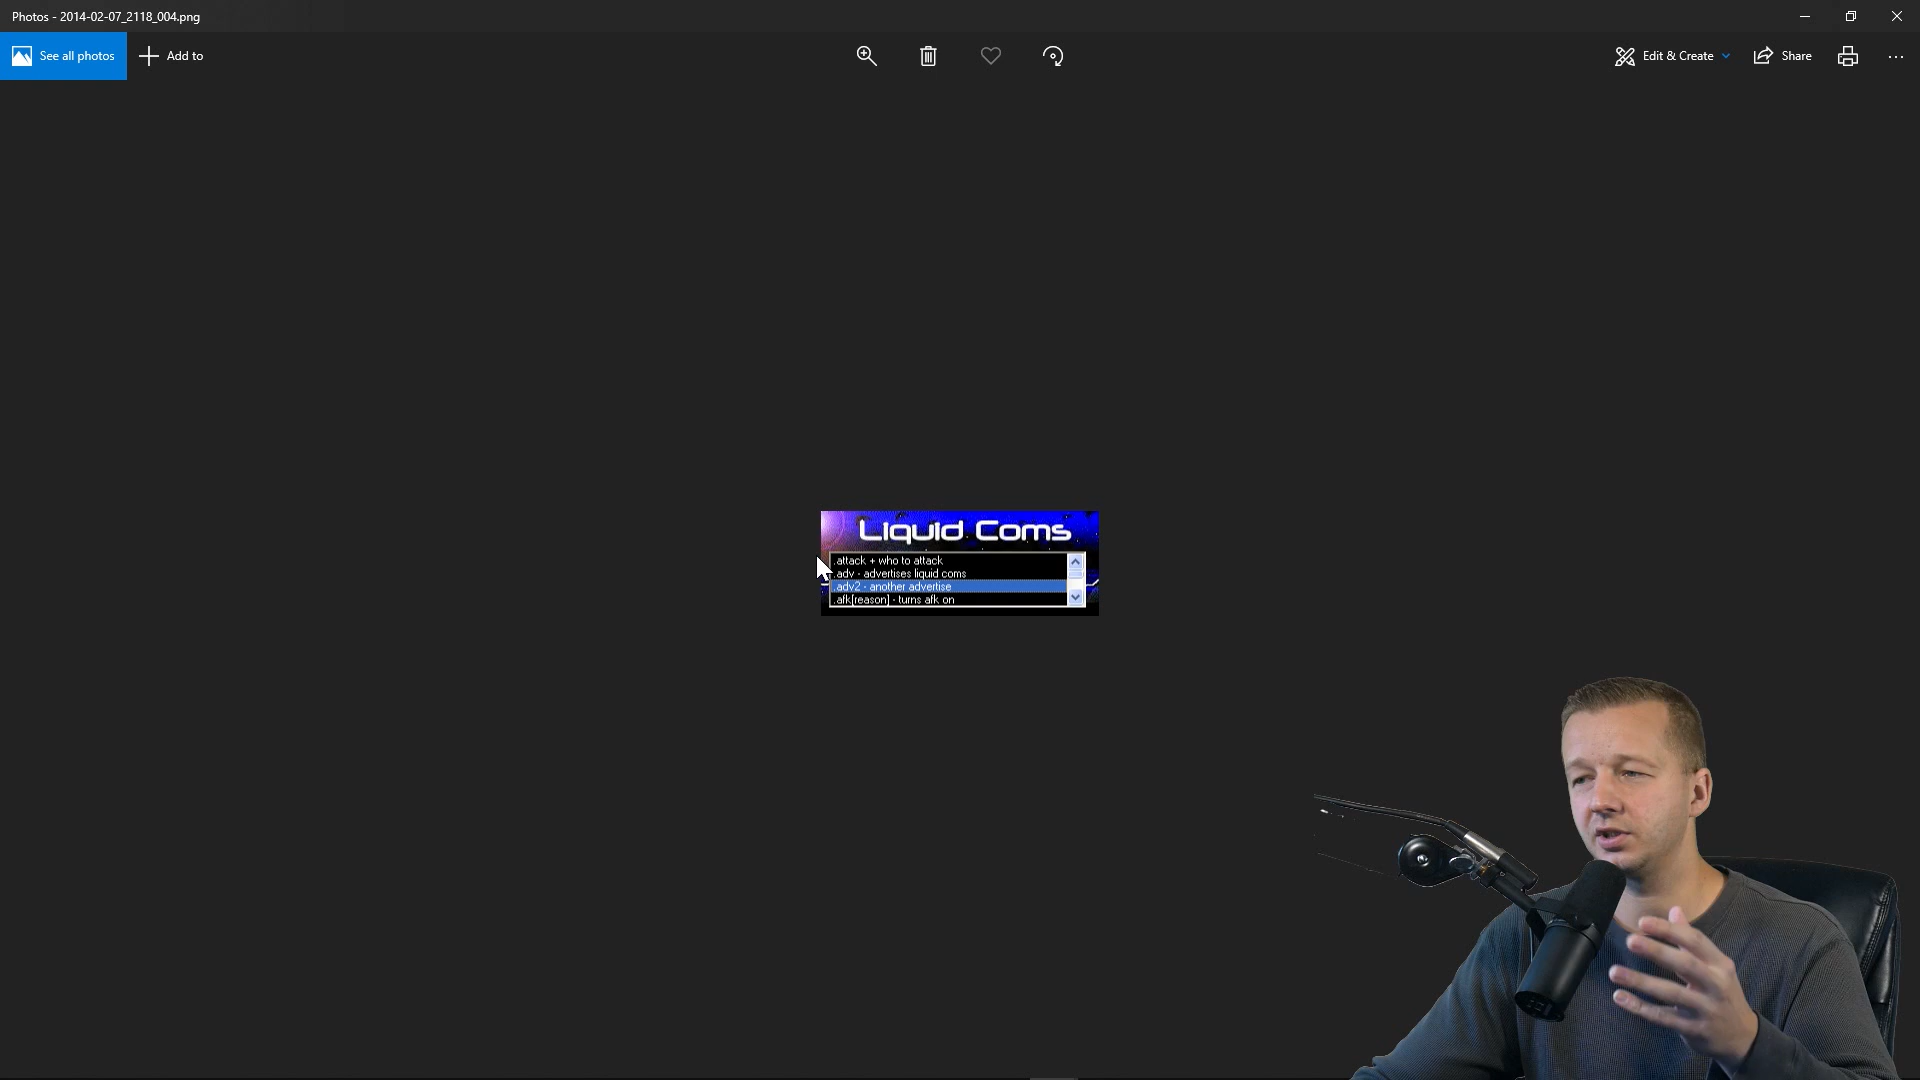 Photos - 2014-02-07_2118_004.png
See all photos
Add to
Edit & Create
Share
Liquid Coms
.attack + who to attack
.adv - advertises liquid coms
.adv2 - another advertise
.afk[reason] - turns afk on